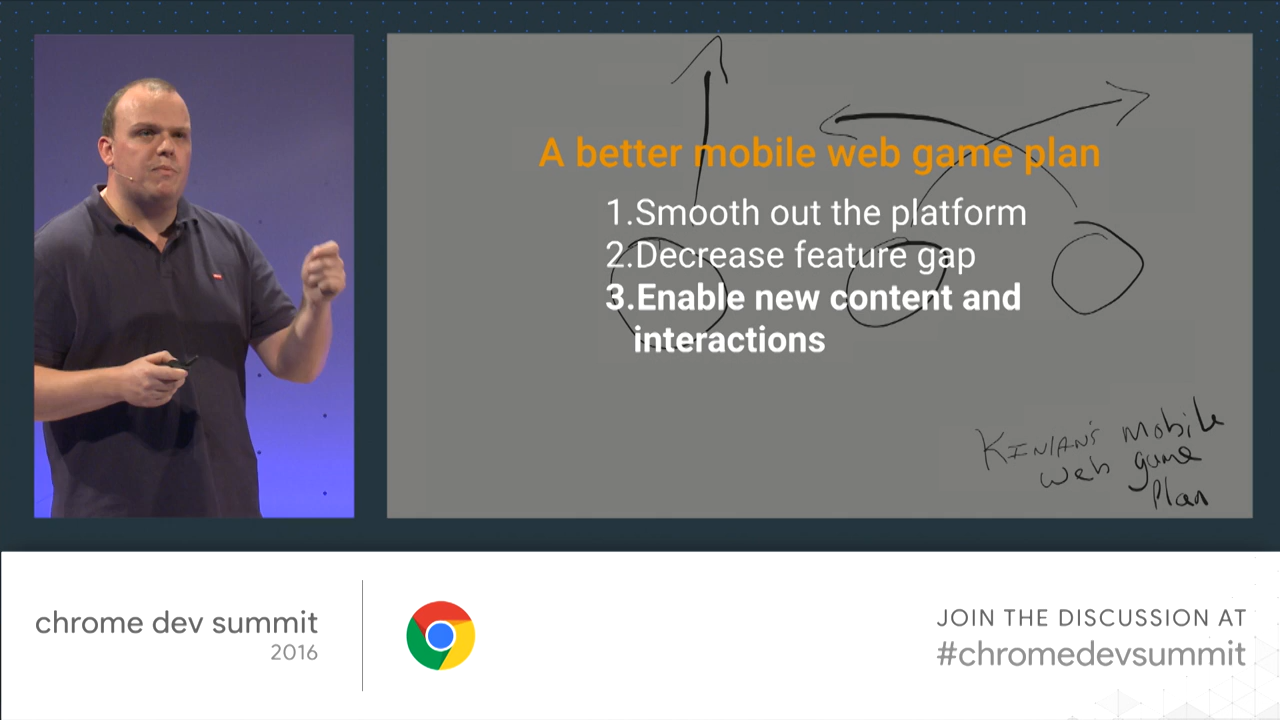 A better mobile web game plan
1.Smooth out the platform
2.Decrease feature gap
3.Enable new content and
interactions
KINLAN'S mobile
web game
Plan
chrome dev summit
2016
JOIN THE DISCUSSION AT
#chromedevsummit